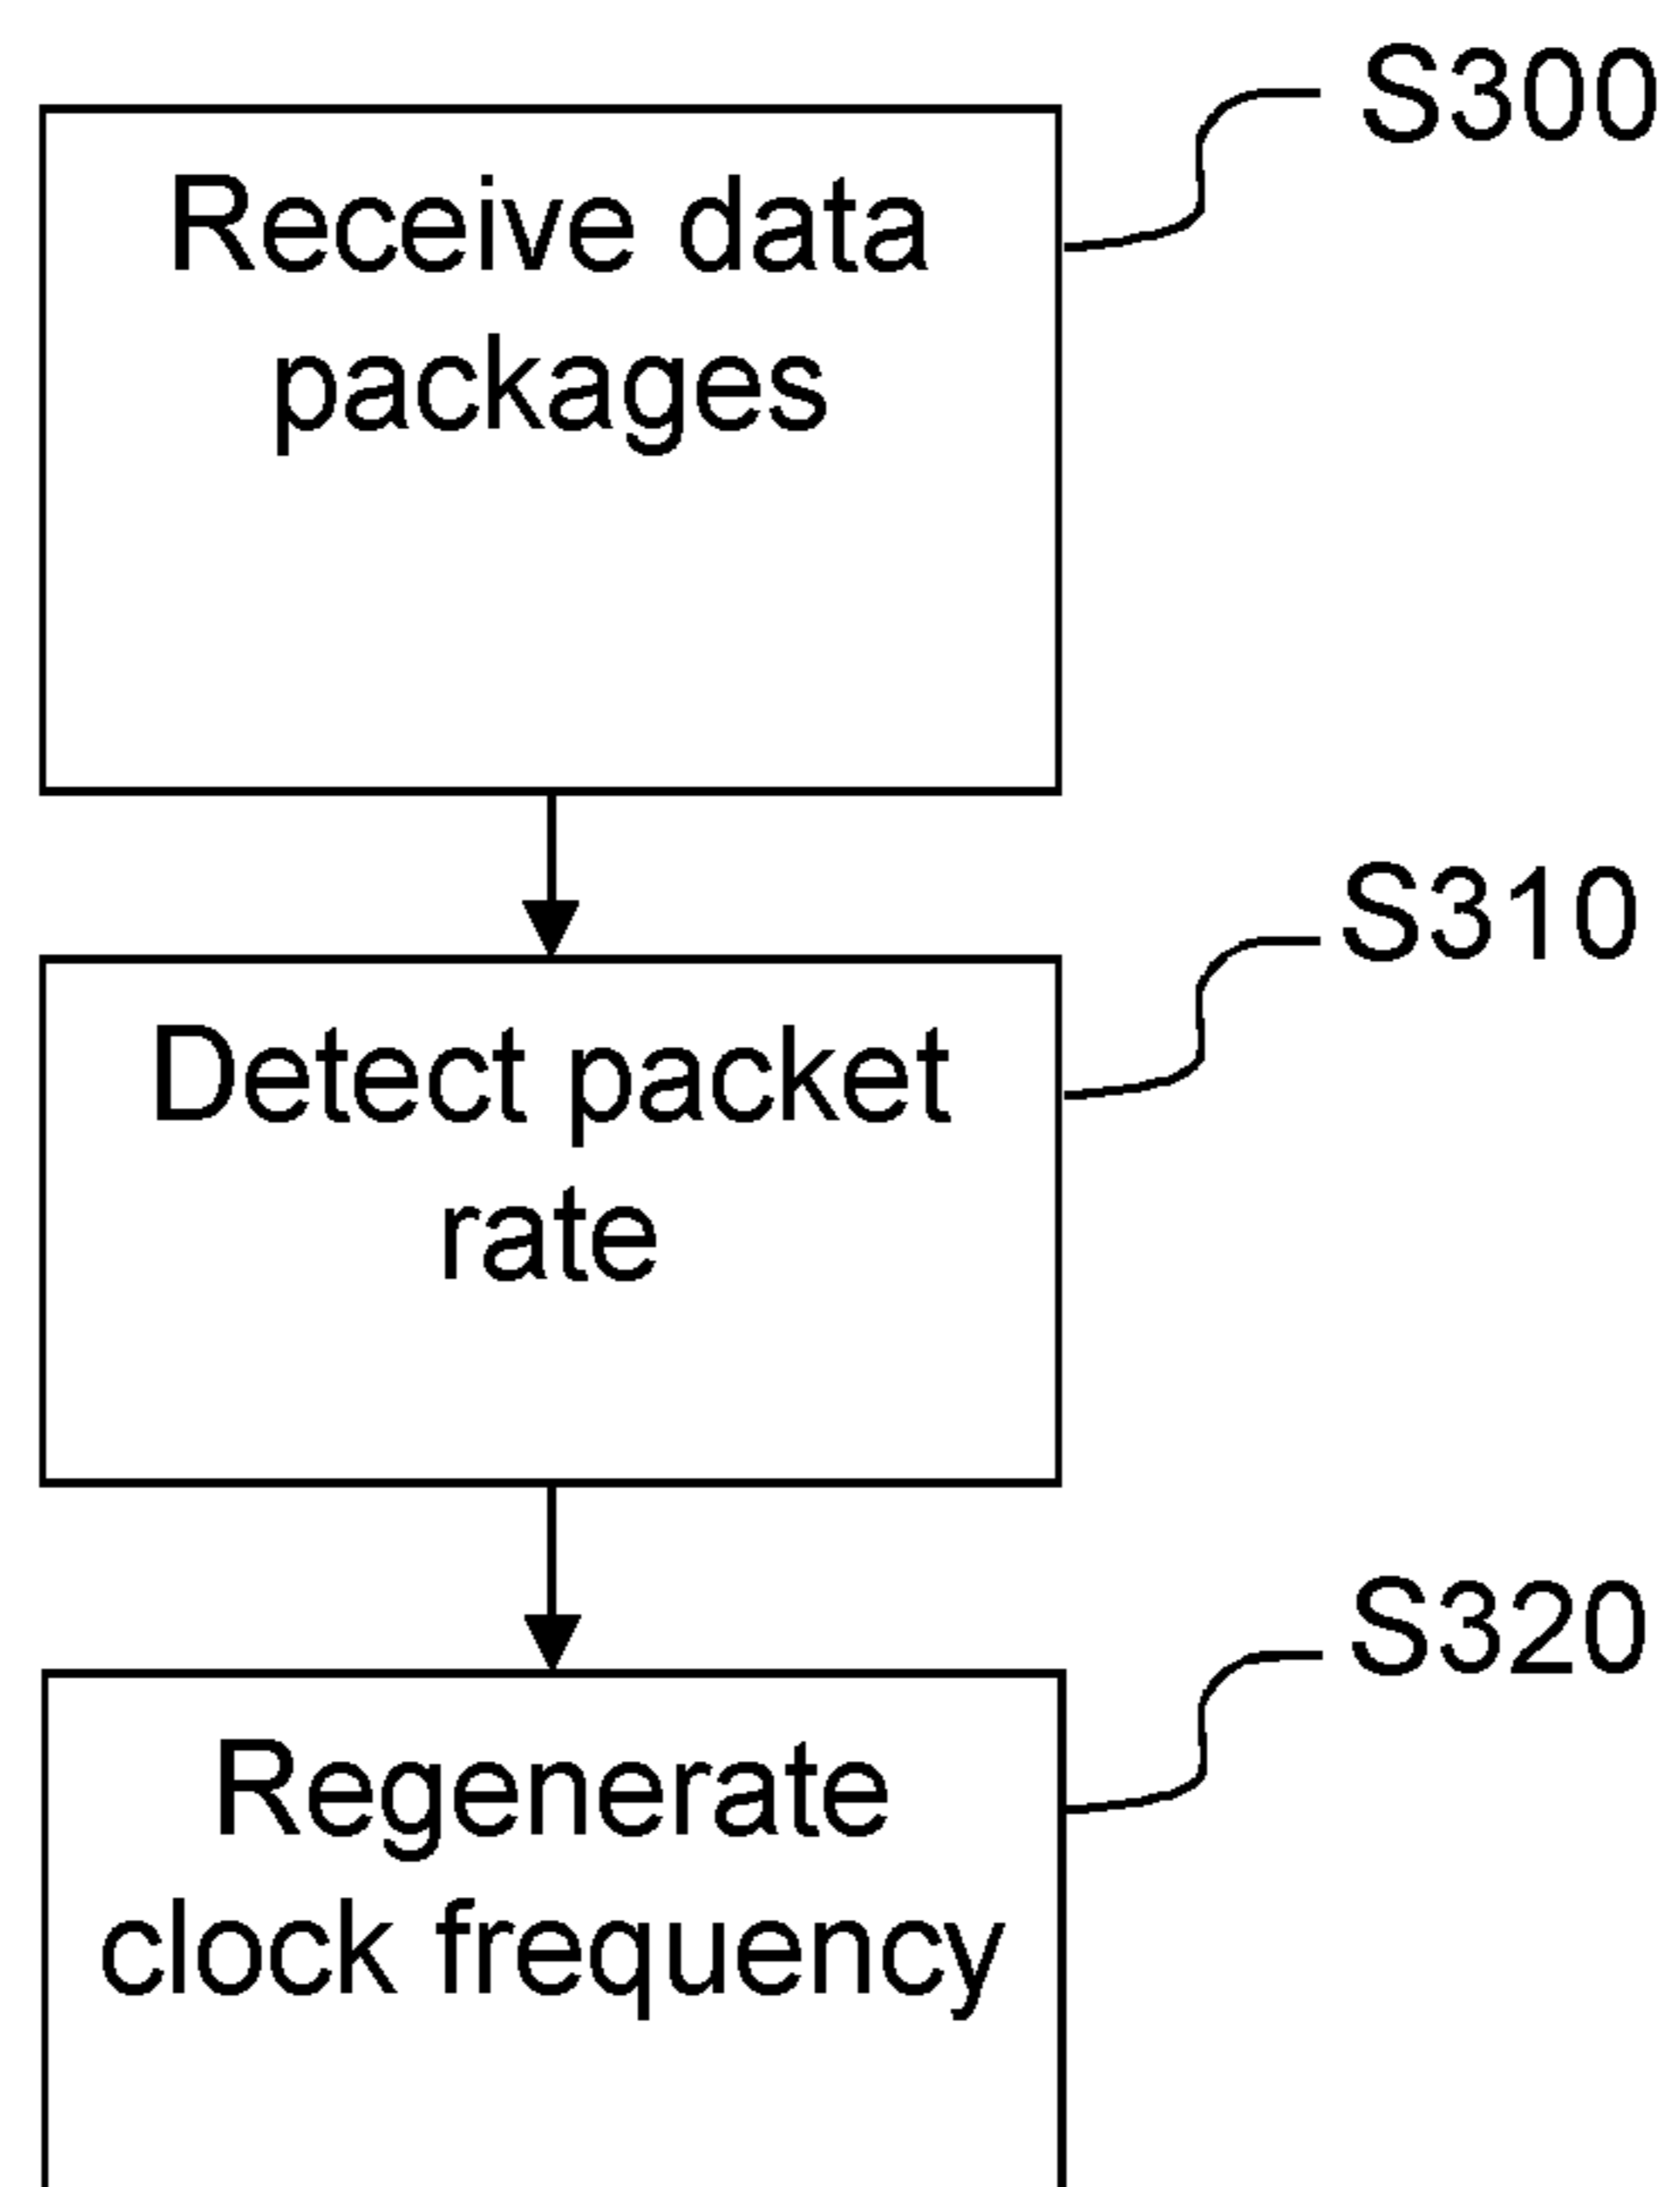 S300
Receive data
packages
S310
Detect packet
rate
S320
Regenerate
clock frequency